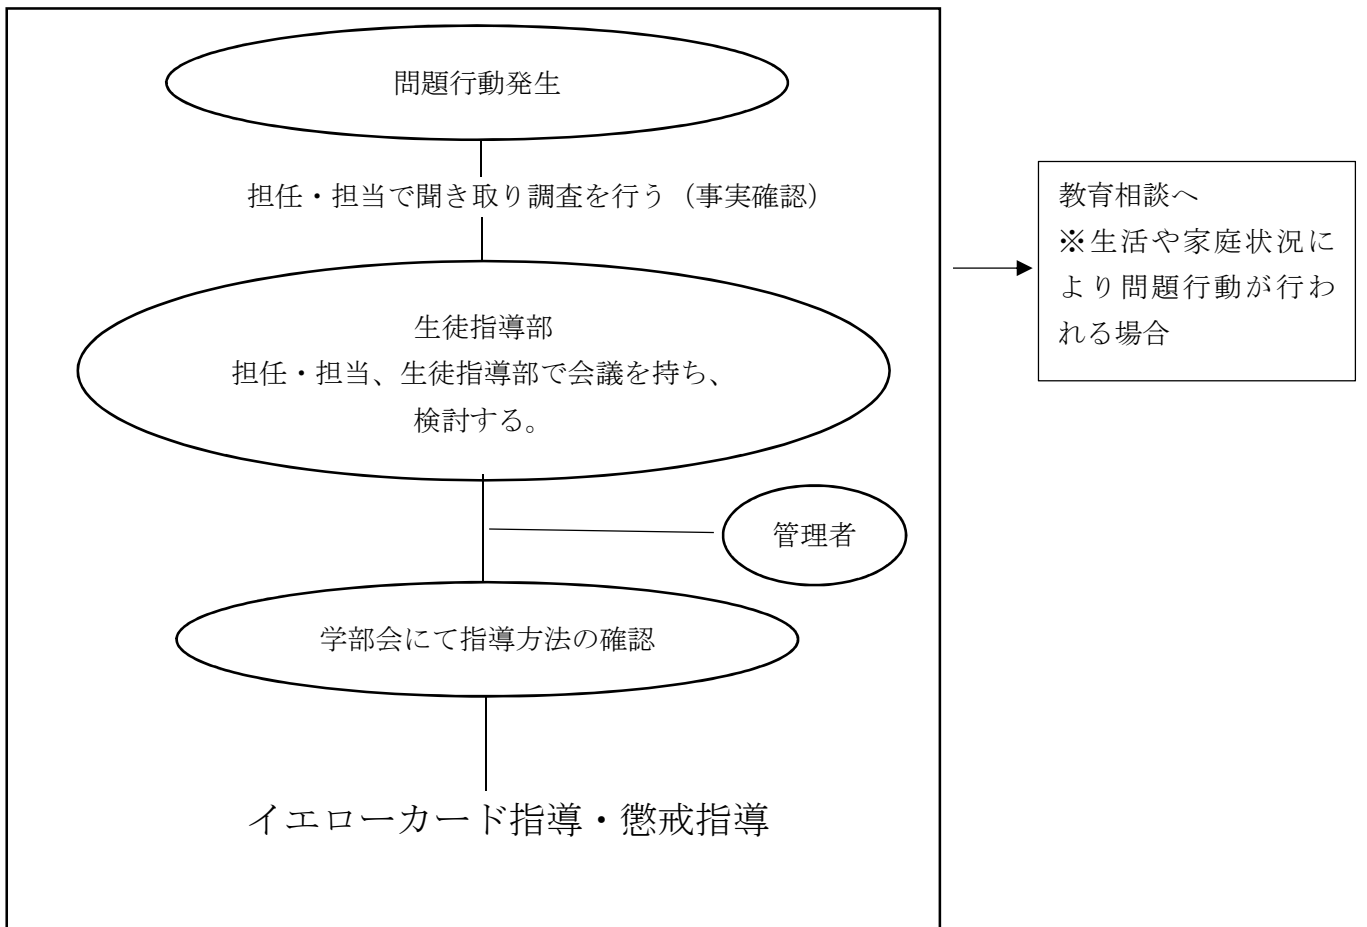 問題行動発生
担任・担当で聞き取り調査を行う（事実確認）
教育相談へ
※生活や家庭状況に
より問題行動が行わ
れる場合
生徒指導部
担任・担当、生徒指導部で会議を持ち、
検討する。
管理者
学部会にて指導方法の確認
イエローカード指導・懲戒指導